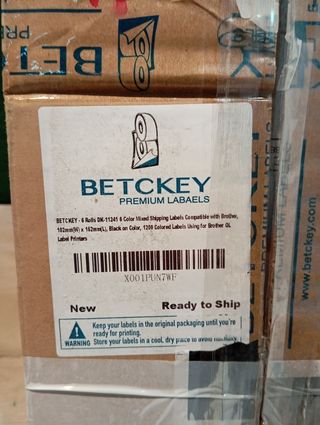 BETCKEY
PREMIUM LABAELS
BETCKEY - 6 Rolls DK-11241 6 Color Mixed Shipping Labels Compatible with Brother,
102mm(W) x 152mm(L), Black on Color, 1200 Colored Labels Using for Brother QL
Label Printers
X001PUN7WF
New Ready to Ship
WARNING
Keep your labels in the original packaging until you're
ready for printing.
Store your labels in a cool, dry place to avoid
www.betckey.com